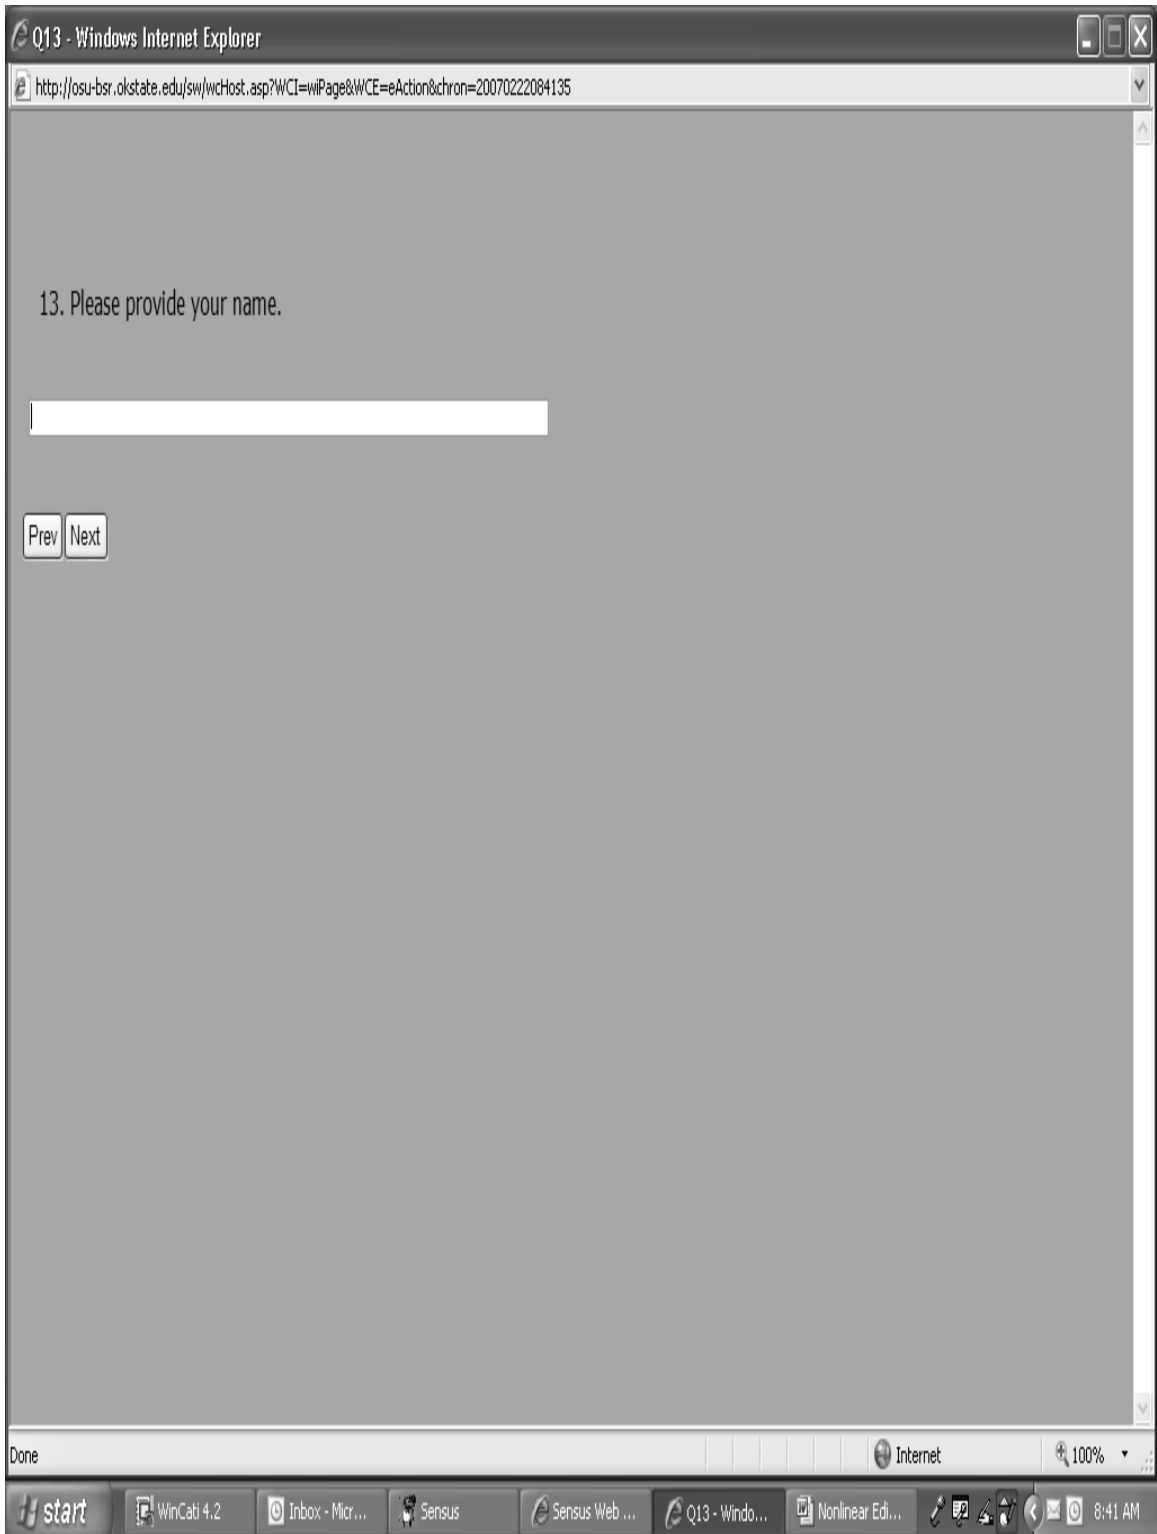 Q13 - Windows Internet Explorer
http://osu-bsr.okstate.edu/sw/wcHost.asp?WCI=wiPage&WCE=eAction&chron=20070222084135
13. Please provide your name.
Prev Next
Done Internet 100%
start WinCati 4.2 Inbox - Micr... Sensus Sensus Web ... Q13 - Windo... Nonlinear Edi... 8:41 AM